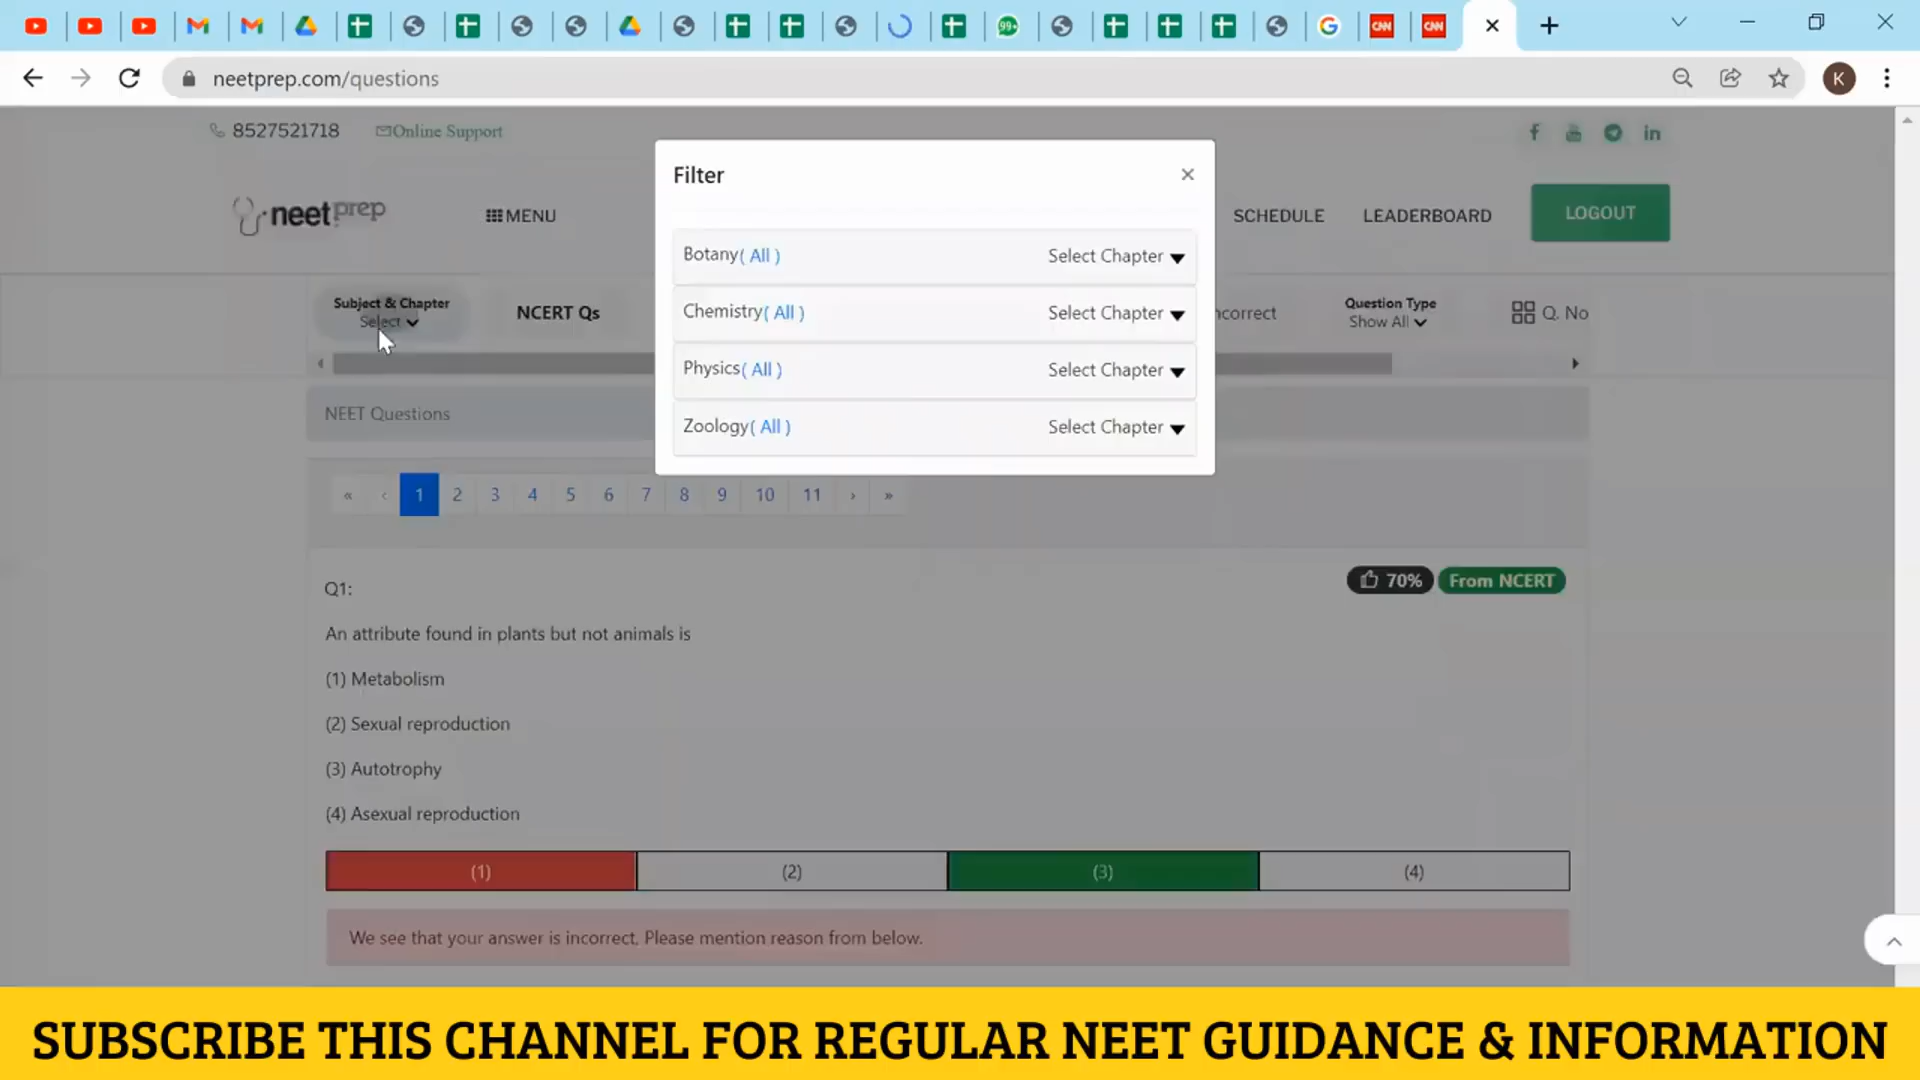 99+
CNN
CNN
neetprep.com/questions
K
8527521718
Online Support
neetprep
MENU
SCHEDULE
LEADERBOARD
LOGOUT
Filter
Botany( All )
Select Chapter
Chemistry( All )
Select Chapter
Physics( All )
Select Chapter
Zoology( All )
Select Chapter
Subject & Chapter
Select
NCERT Qs
ncorrect
Question Type
Show All
Q. No
NEET Questions
« ‹ 1 2 3 4 5 6 7 8 9 10 11 › »
Q1:
70%
From NCERT
An attribute found in plants but not animals is
(1) Metabolism
(2) Sexual reproduction
(3) Autotrophy
(4) Asexual reproduction
(1) (2) (3) (4)
We see that your answer is incorrect, Please mention reason from below.
SUBSCRIBE THIS CHANNEL FOR REGULAR NEET GUIDANCE & INFORMATION